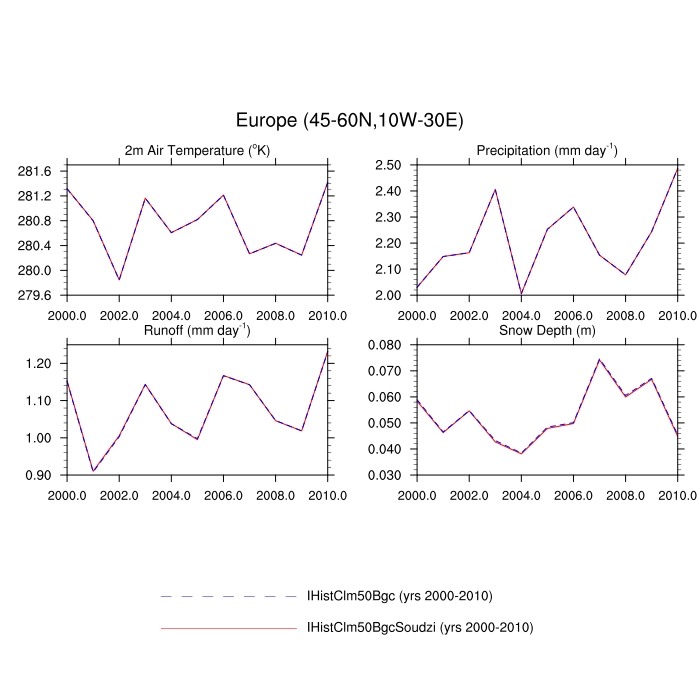 Europe (45-60N,10W-30E)
2m Air Temperature (°K)
281.6
281.2
280.8
280.4
280.0
279.6
2000.0 2002.0 2004.0 2006.0 2008.0 2010.0
Precipitation (mm day⁻¹)
2.50
2.40
2.30
2.20
2.10
2.00
2000.0 2002.0 2004.0 2006.0 2008.0 2010.0
Runoff (mm day⁻¹)
1.20
1.10
1.00
0.90
2000.0 2002.0 2004.0 2006.0 2008.0 2010.0
Snow Depth (m)
0.080
0.070
0.060
0.050
0.040
0.030
2000.0 2002.0 2004.0 2006.0 2008.0 2010.0
IHistClm50Bgc (yrs 2000-2010)
IHistClm50BgcSoudzi (yrs 2000-2010)